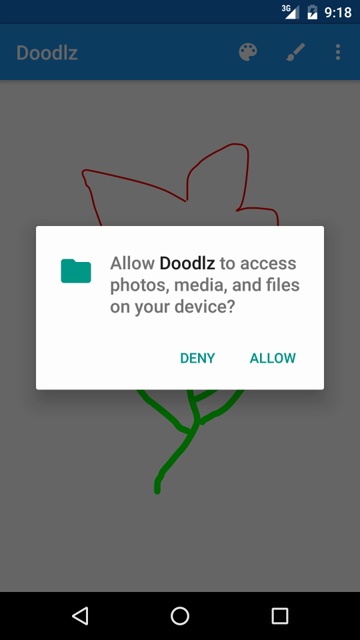 3G 9:18
Doodlz
Allow Doodlz to access
photos, media, and files
on your device?
DENY ALLOW